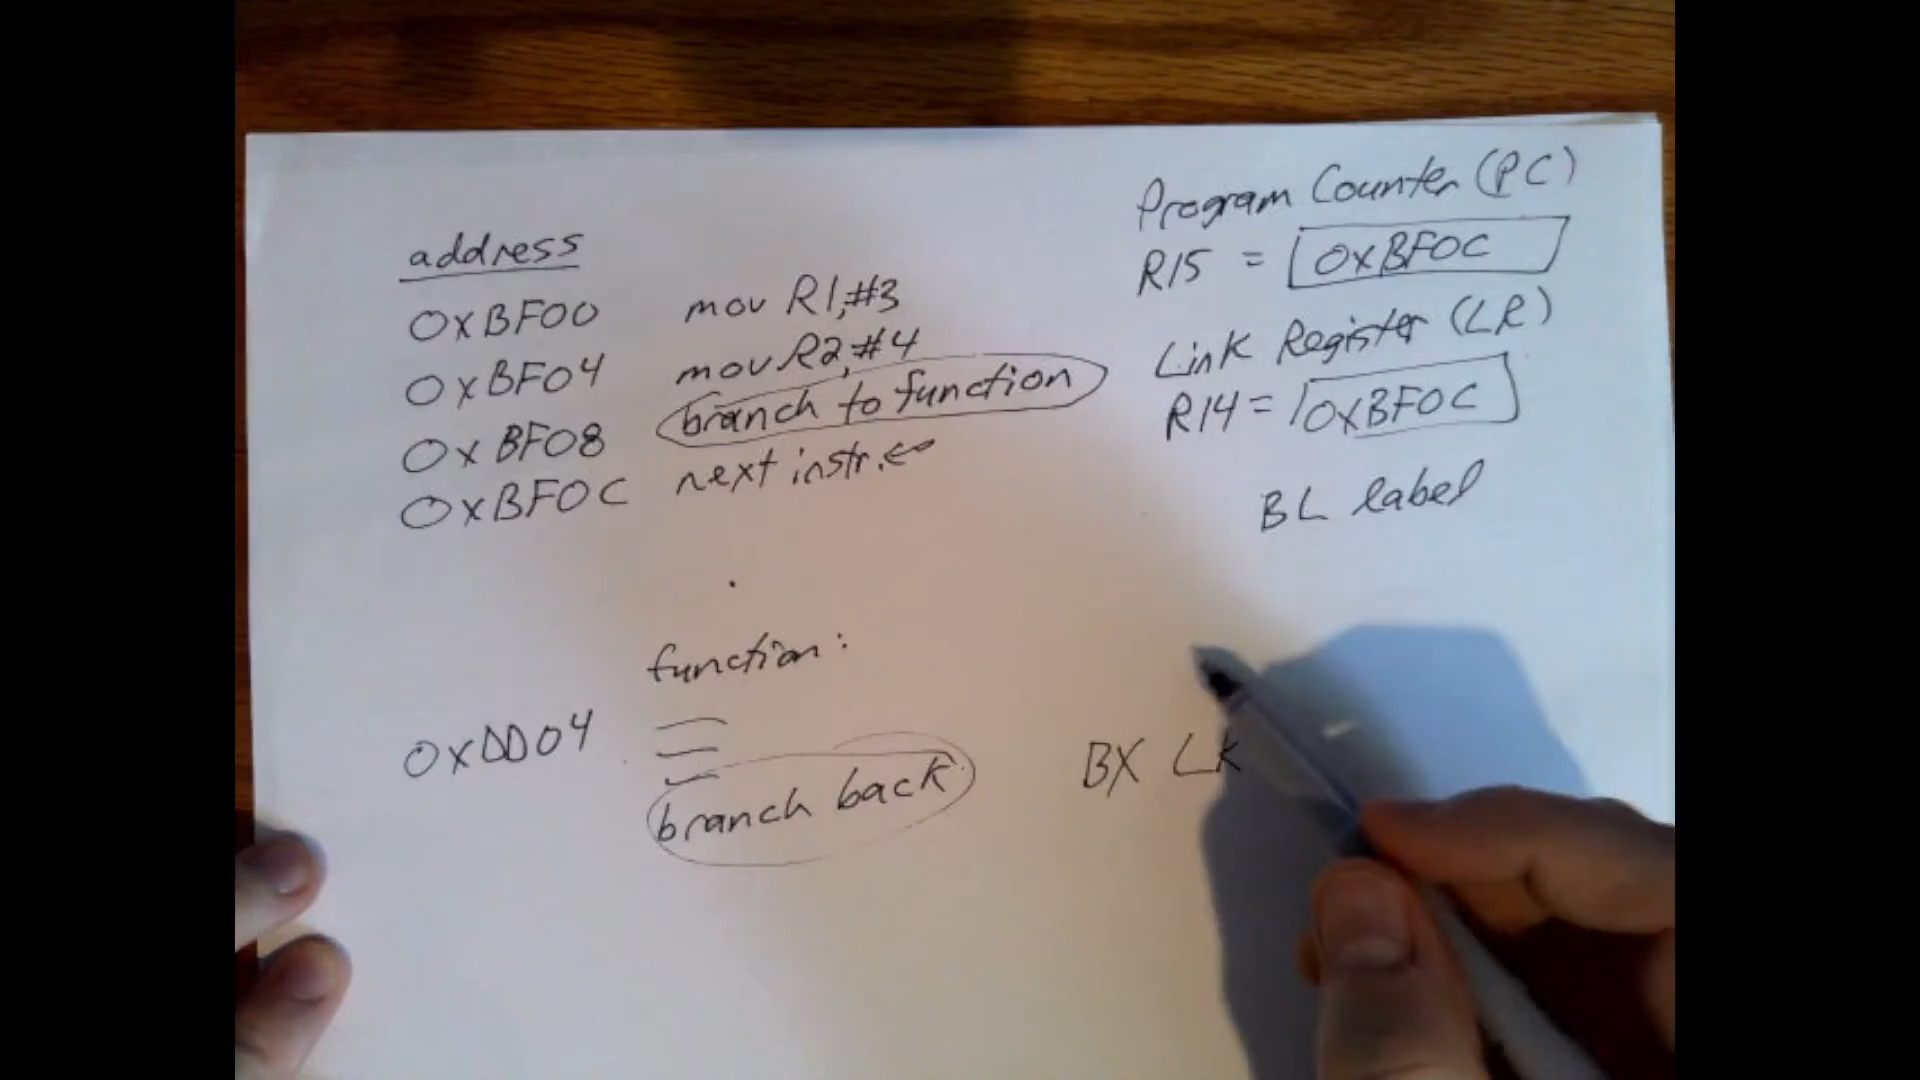 address
0xBF00 mov R1,#3
0xBF04 mov R2,#4
0xBF08 branch to function
0xBF0C next instr.
function:
0xDD04
branch back
Program Counter (PC)
R15 = 0xBF0C
Link Register (LR)
R14 = 0xBF0C
BL label
BX LR